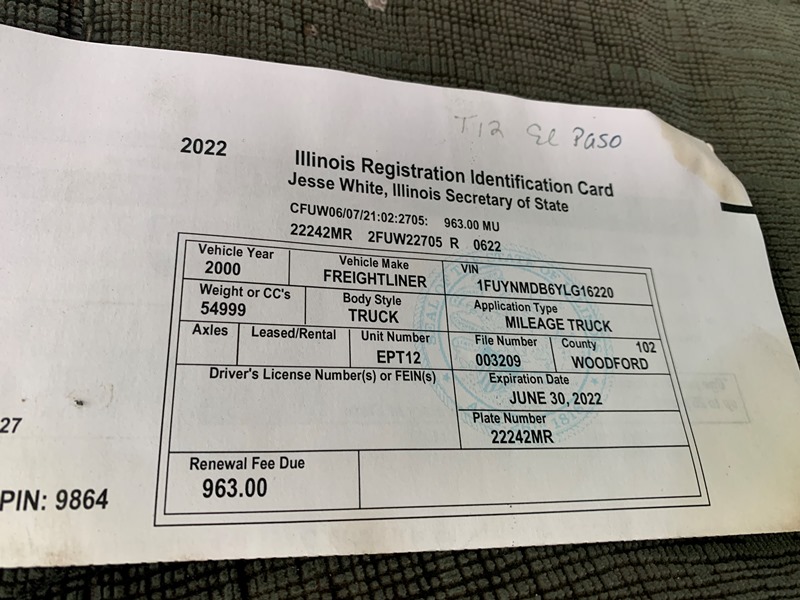 T12 El Paso
2022
Illinois Registration Identification Card
Jesse White, Illinois Secretary of State
CFUW06/07/21:02:2705: 963.00 MU
22242MR 2FUW22705 R 0622
Vehicle Year
2000
Vehicle Make
FREIGHTLINER
VIN
1FUYNMDB6YLG16220
Weight or CC's
54999
Body Style
TRUCK
Application Type
MILEAGE TRUCK
Axles
Leased/Rental
Unit Number
EPT12
File Number
003209
County 102
WOODFORD
Driver's License Number(s) or FEIN(s)
Expiration Date
JUNE 30, 2022
Plate Number
22242MR
Renewal Fee Due
963.00
27
PIN: 9864